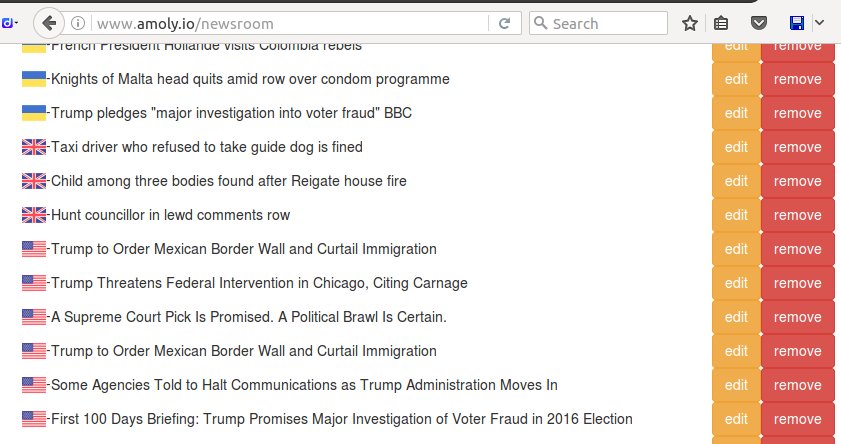 www.amoly.io/newsroom Search
French President Hollande visits Colombia rebels edit remove
-Knights of Malta head quits amid row over condom programme edit remove
-Trump pledges "major investigation into voter fraud" BBC edit remove
-Taxi driver who refused to take guide dog is fined edit remove
-Child among three bodies found after Reigate house fire edit remove
-Hunt councillor in lewd comments row edit remove
-Trump to Order Mexican Border Wall and Curtail Immigration edit remove
-Trump Threatens Federal Intervention in Chicago, Citing Carnage edit remove
-A Supreme Court Pick Is Promised. A Political Brawl Is Certain. edit remove
-Trump to Order Mexican Border Wall and Curtail Immigration edit remove
-Some Agencies Told to Halt Communications as Trump Administration Moves In edit remove
-First 100 Days Briefing: Trump Promises Major Investigation of Voter Fraud in 2016 Election edit remove